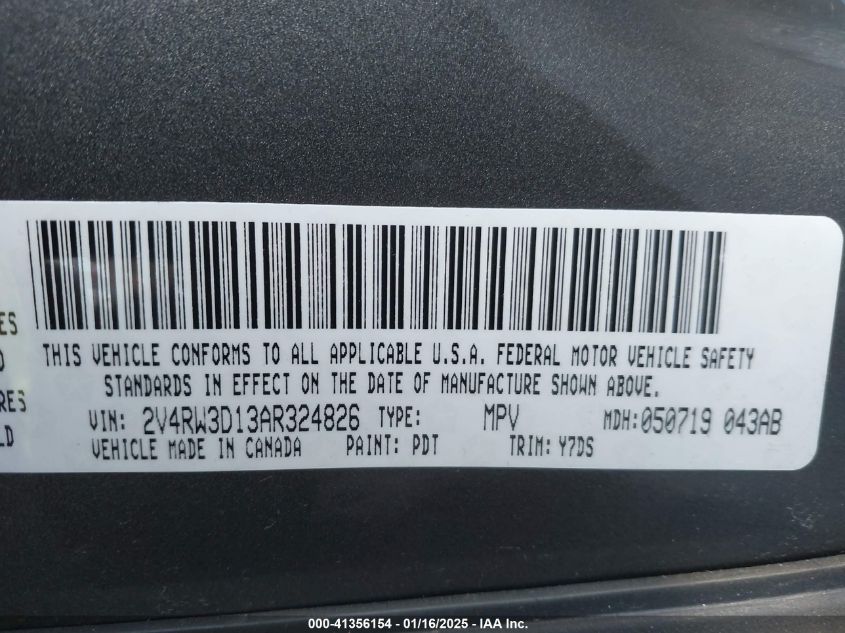 ES
THIS VEHICLE CONFORMS TO ALL APPLICABLE U.S.A. FEDERAL MOTOR VEHICLE SAFETY
STANDARDS IN EFFECT ON THE DATE OF MANUFACTURE SHOWN ABOVE.
RES
VIN: 2V4RW3D13AR324826 TYPE: MPV MDH:050719 043AB
LD
VEHICLE MADE IN CANADA PAINT: PDT TRIM: Y7DS
000-41356154 - 01/16/2025 - IAA Inc.